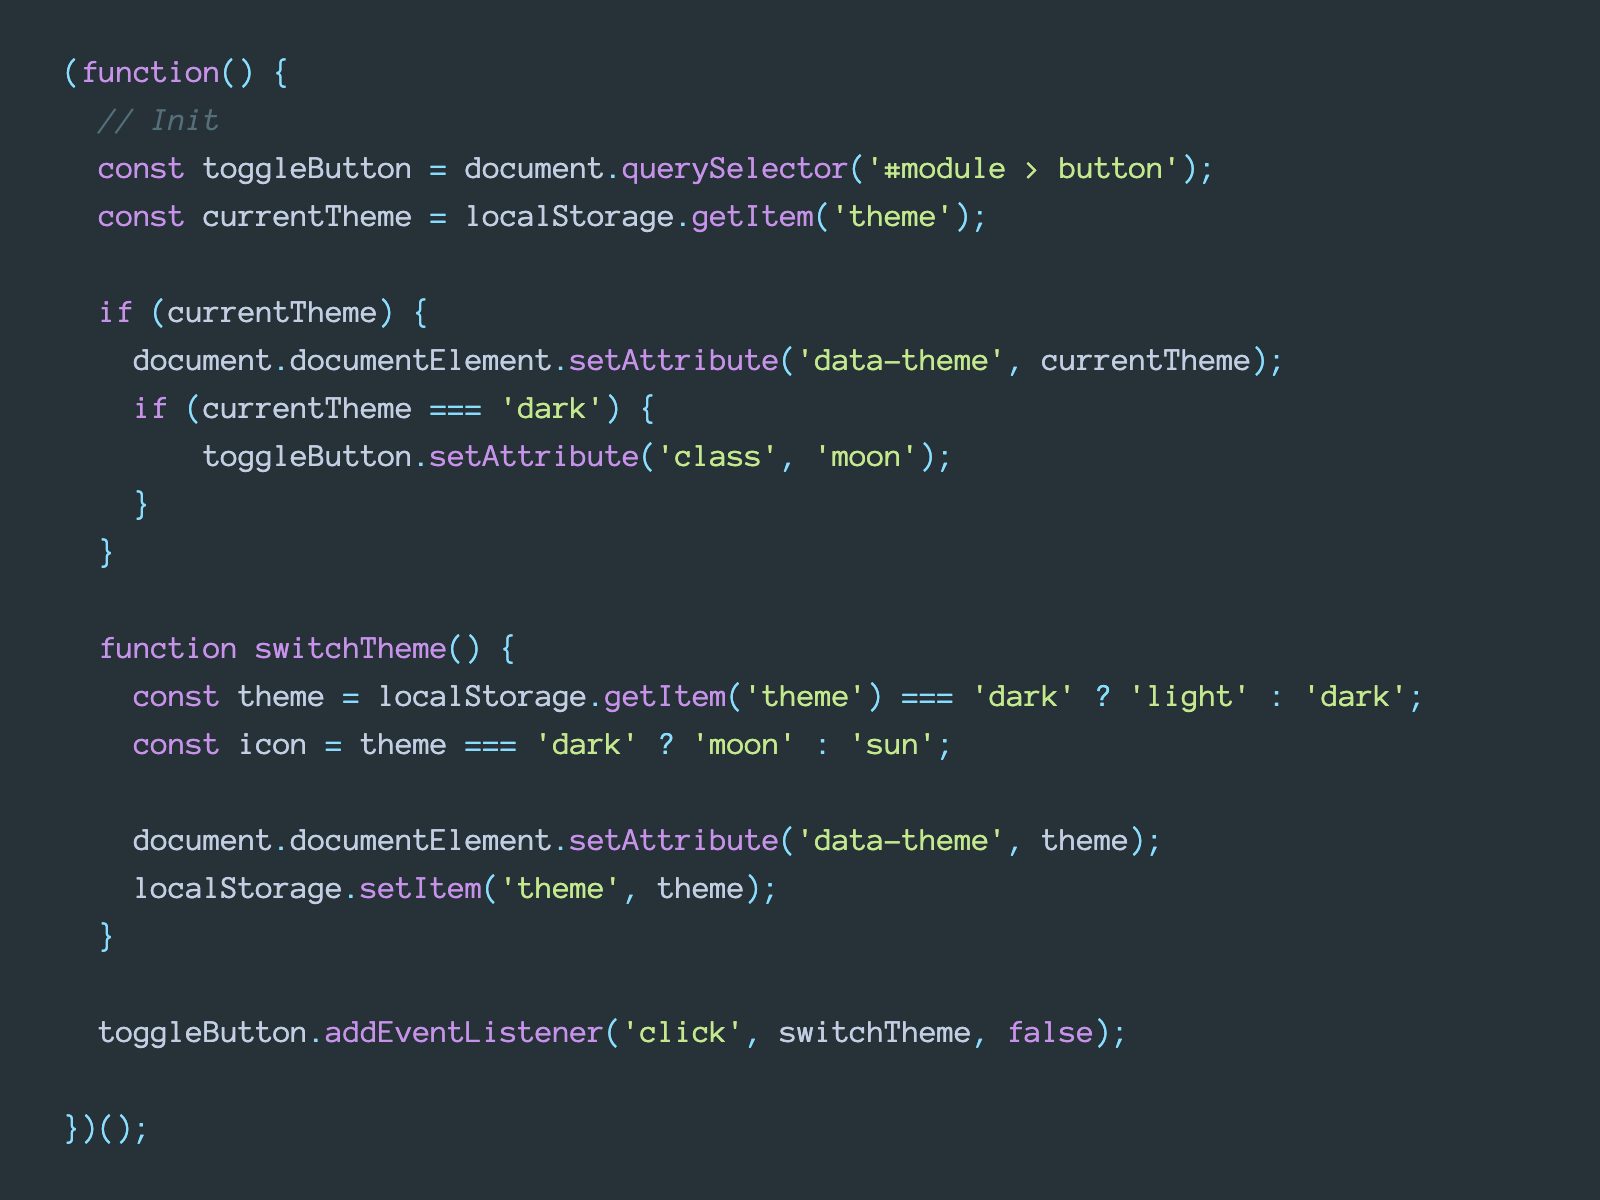 (function() {
  // Init
  const toggleButton = document.querySelector('#module > button');
  const currentTheme = localStorage.getItem('theme');

  if (currentTheme) {
    document.documentElement.setAttribute('data-theme', currentTheme);
    if (currentTheme === 'dark') {
        toggleButton.setAttribute('class', 'moon');
    }
  }

  function switchTheme() {
    const theme = localStorage.getItem('theme') === 'dark' ? 'light' : 'dark';
    const icon = theme === 'dark' ? 'moon' : 'sun';

    document.documentElement.setAttribute('data-theme', theme);
    localStorage.setItem('theme', theme);
  }

  toggleButton.addEventListener('click', switchTheme, false);

})();